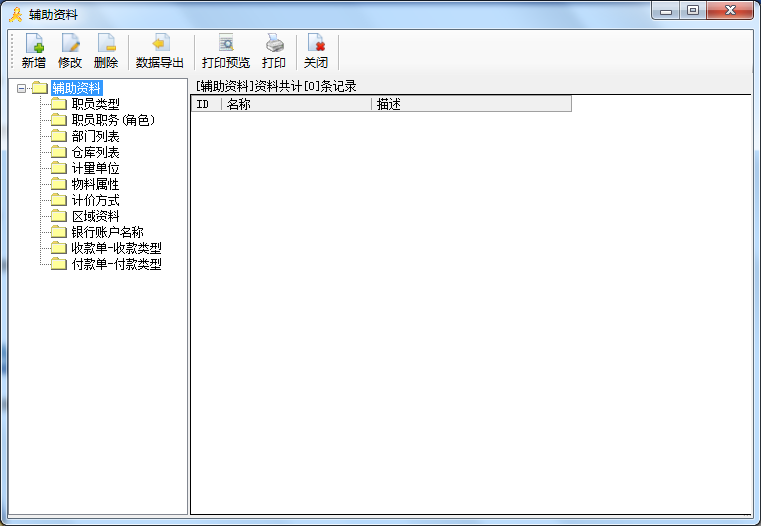 辅助资料
新增 修改 删除 数据导出 打印预览 打印 关闭
辅助资料
职员类型
职员职务(角色)
部门列表
仓库列表
计量单位
物料属性
计价方式
区域资料
银行账户名称
收款单-收款类型
付款单-付款类型
[辅助资料]资料共计[0]条记录
ID 名称 描述